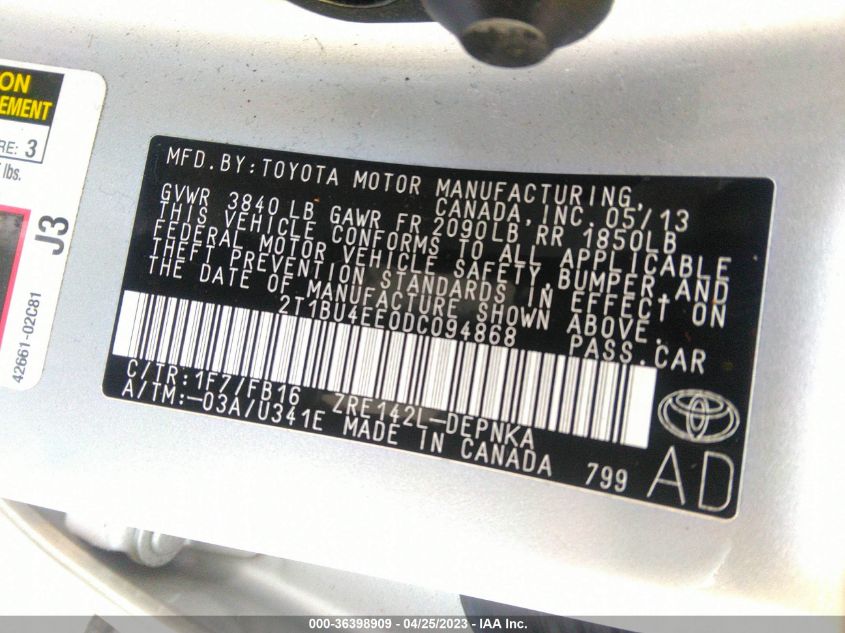 ON
EMENT
RE: 3
lbs.
J3
42661-02C81
MFD.BY:TOYOTA MOTOR MANUFACTURING,
CANADA,INC.05/13
GVWR 3840 LB GAWR FR 2090LB RR 1850LB
THIS VEHICLE CONFORMS TO ALL APPLICABLE
FEDERAL MOTOR VEHICLE SAFETY,BUMPER,AND
THEFT PREVENTION STANDARDS IN EFFECT ON
THE DATE OF MANUFACTURE SHOWN ABOVE.
2T1BU4EE0DC094868 PASS.CAR
C/TR:1F7/FB16 ZRE142L-DEPNKA
A/TM:-03A/U341E MADE IN CANADA 799
AD
000-36398909 - 04/25/2023 - IAA Inc.